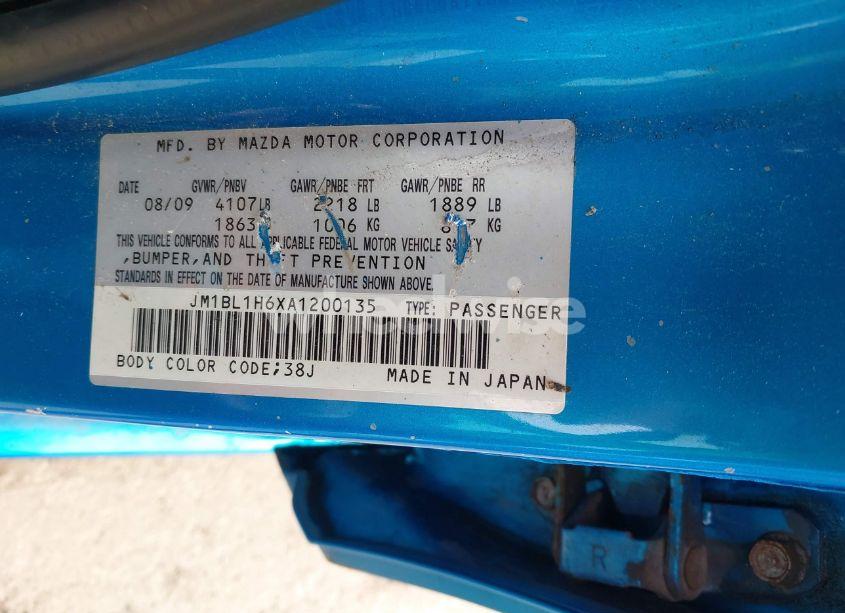 MFD. BY MAZDA MOTOR CORPORATION
DATE GVWR/PNBV GAWR/PNBE FRT GAWR/PNBE RR
08/09 4107LB 2218 LB 1889 LB
1863 KG
THIS VEHICLE CONFORMS TO ALL APPLICABLE FEDERAL MOTOR VEHICLE SAFETY
,BUMPER,AND THEFT PREVENTION
STANDARDS IN EFFECT ON THE DATE OF MANUFACTURE SHOWN ABOVE.
JM1BL1H6XA1200135 TYPE: PASSENGER
BODY COLOR CODE;38J MADE IN JAPAN
R